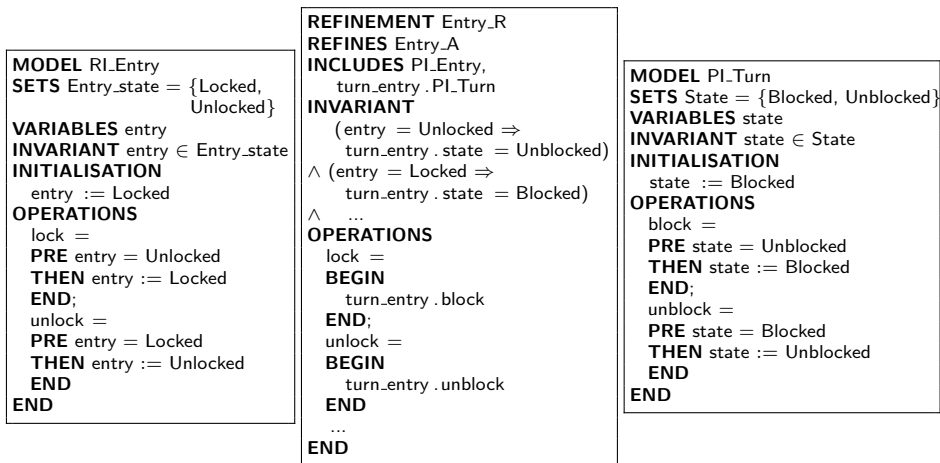 MODEL RI_Entry
SETS Entry_state = {Locked,
Unlocked}
VARIABLES entry
INVARIANT entry ∈ Entry_state
INITIALISATION
entry := Locked
OPERATIONS
lock =
PRE entry = Unlocked
THEN entry := Locked
END;
unlock =
PRE entry = Locked
THEN entry := Unlocked
END
END
REFINEMENT Entry_R
REFINES Entry_A
INCLUDES PI_Entry,
turn_entry.PI_Turn
INVARIANT
(entry = Unlocked ⇒
turn_entry.state = Unblocked)
∧ (entry = Locked ⇒
turn_entry.state = Blocked)
∧ ...
OPERATIONS
lock =
BEGIN
turn_entry.block
END;
unlock =
BEGIN
turn_entry.unblock
END
...
END
MODEL PI_Turn
SETS State = {Blocked, Unblocked}
VARIABLES state
INVARIANT state ∈ State
INITIALISATION
state := Blocked
OPERATIONS
block =
PRE state = Unblocked
THEN state := Blocked
END;
unblock =
PRE state = Blocked
THEN state := Unblocked
END
END